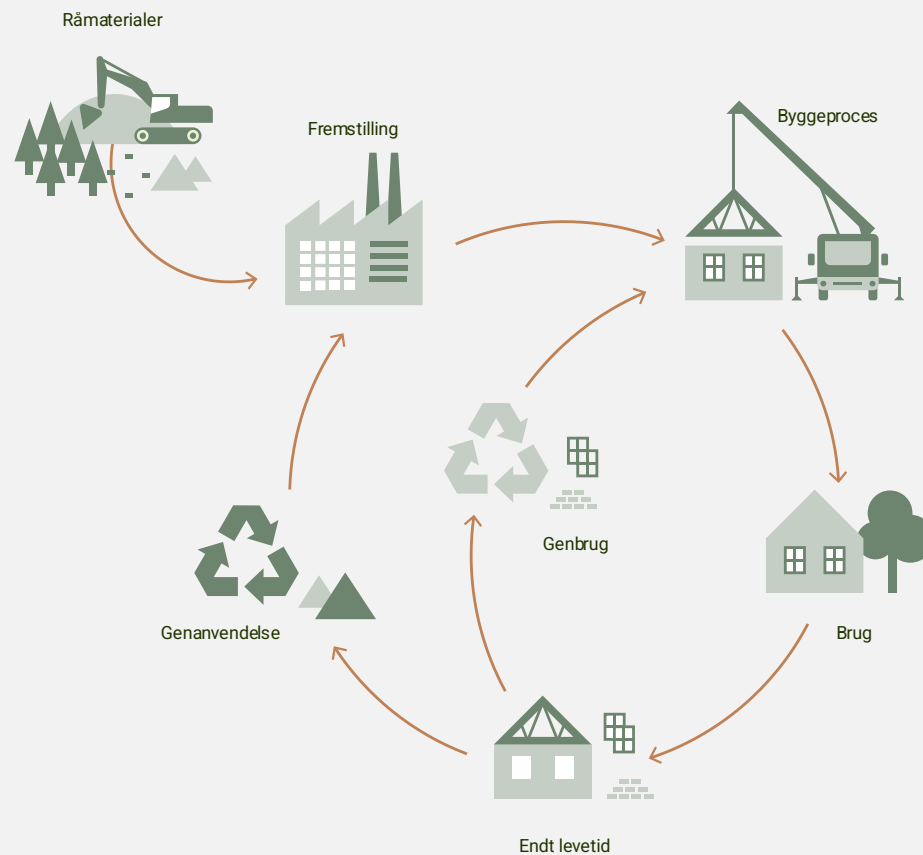 Råmaterialer
Fremstilling
Byggeproces
Genbrug
Genanvendelse
Brug
Endt levetid